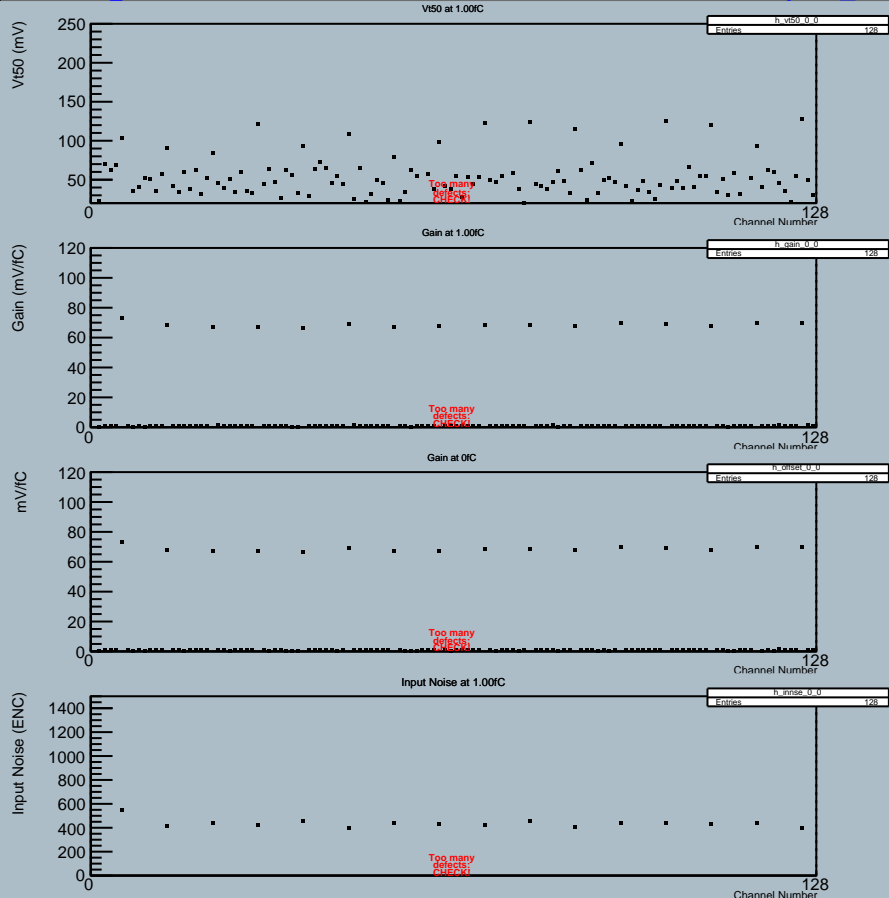 Vt50 at 1.00fC
h_vt50_0_0
Entries 128
Vt50 (mV)
250
200
150
100
50
0
128
Too many
defects:
CHECK!
Channel Number
Gain at 1.00fC
h_gain_0_0
Entries 128
Gain (mV/fC)
120
100
80
60
40
20
0
0
128
Too many
defects:
CHECK!
Channel Number
Gain at 0fC
h_offset_0_0
Entries 128
mV/fC
120
100
80
60
40
20
0
0
128
Too many
defects:
CHECK!
Channel Number
Input Noise at 1.00fC
h_innse_0_0
Entries 128
Input Noise (ENC)
1400
1200
1000
800
600
400
200
0
0
128
Too many
defects:
CHECK!
Channel Number